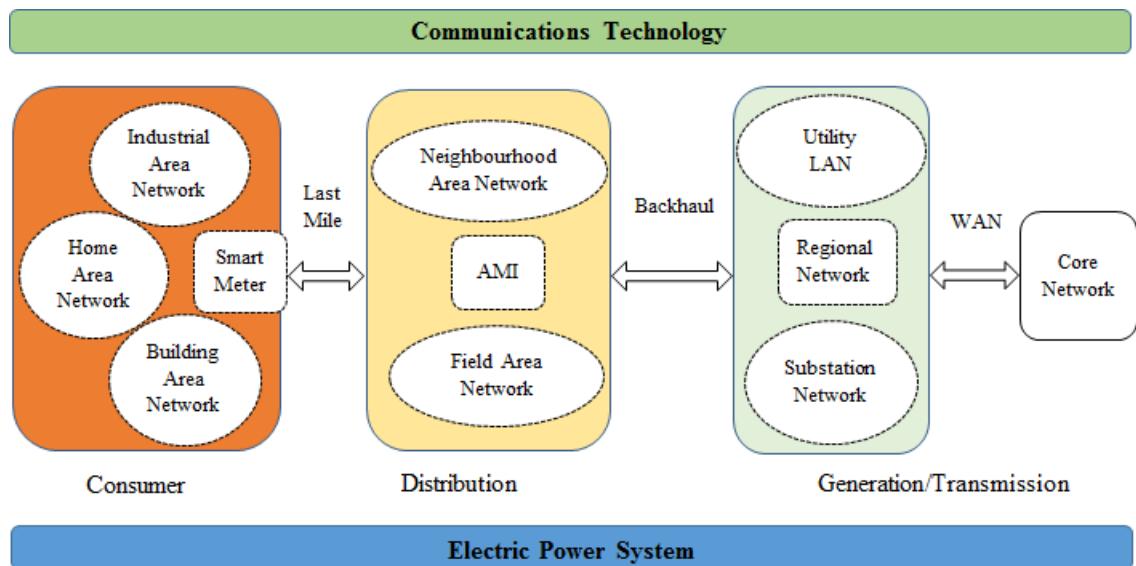 Communications Technology
Industrial
Area
Network
Home
Area
Network
Smart
Meter
Building
Area
Network
Last
Mile
Neighbourhood
Area Network
AMI
Field Area
Network
Backhaul
Utility
LAN
Regional
Network
Substation
Network
WAN
Core
Network
Consumer
Distribution
Generation/Transmission
Electric Power System